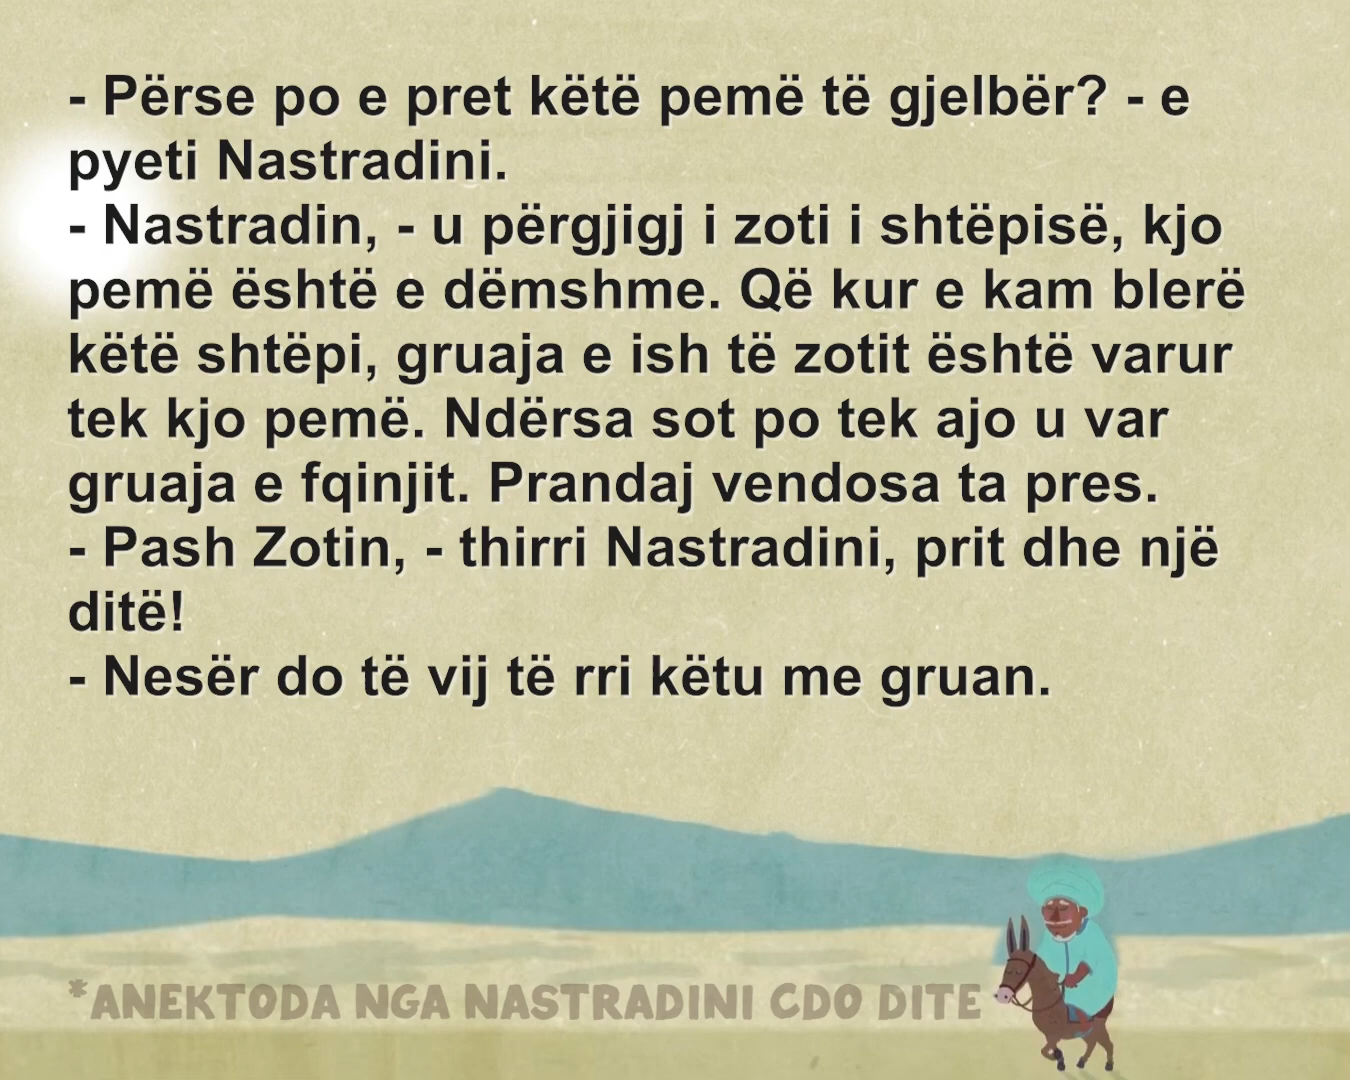 - Përse po e pret këtë pemë të gjelbër? - e
pyeti Nastradini.
- Nastradin, - u përgjigj i zoti i shtëpisë, kjo
pemë është e dëmshme. Që kur e kam blerë
këtë shtëpi, gruaja e ish të zotit është varur
tek kjo pemë. Ndërsa sot po tek ajo u var
gruaja e fqinjit. Prandaj vendosa ta pres.
- Pash Zotin, - thirri Nastradini, prit dhe një
ditë!
- Nesër do të vij të rri këtu me gruan.
*ANEKTODA NGA NASTRADINI CDO DITE